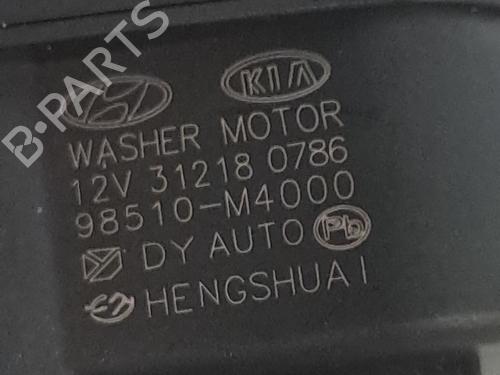 B-PARTS
KIA
WASHER MOTOR
12V 31218 0786
98510-M4000
DY AUTO Pb
HENGSHUAI